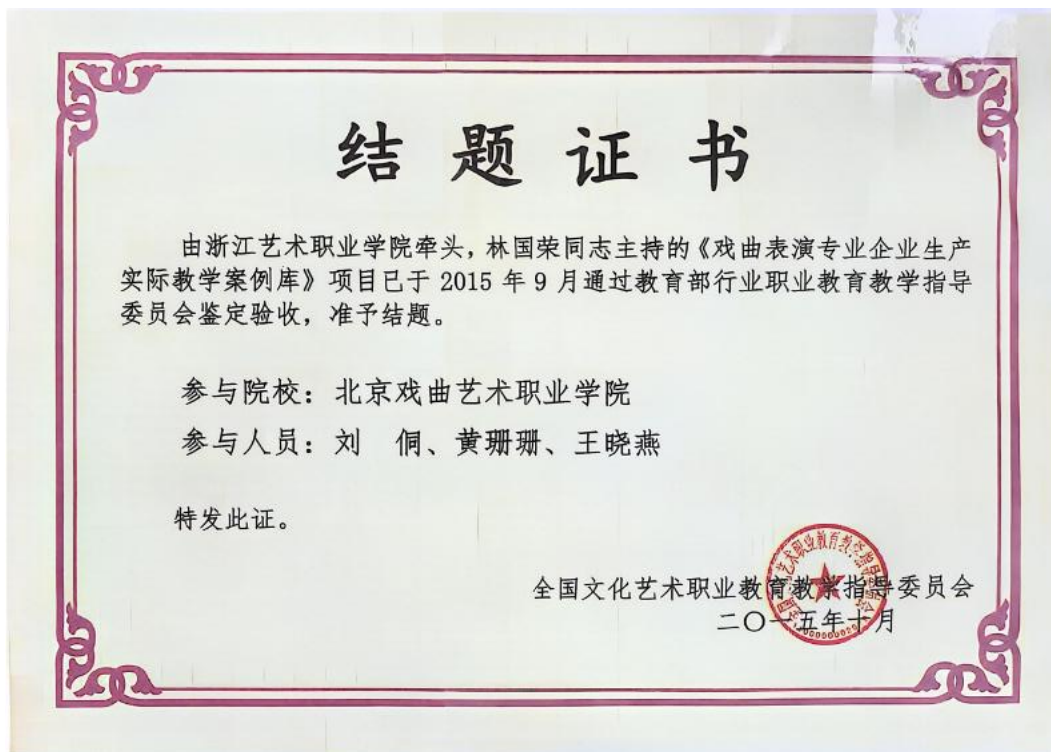 结题证书
由浙江艺术职业学院牵头，林国荣同志主持的《戏曲表演专业企业生产
实际教学案例库》项目已于 2015 年 9 月通过教育部行业职业教育教学指导
委员会鉴定验收，准予结题。
参与院校：北京戏曲艺术职业学院
参与人员：刘　侗、黄珊珊、王晓燕
特发此证。
全国文化艺术职业教育教学指导委员会
二〇一五年十月